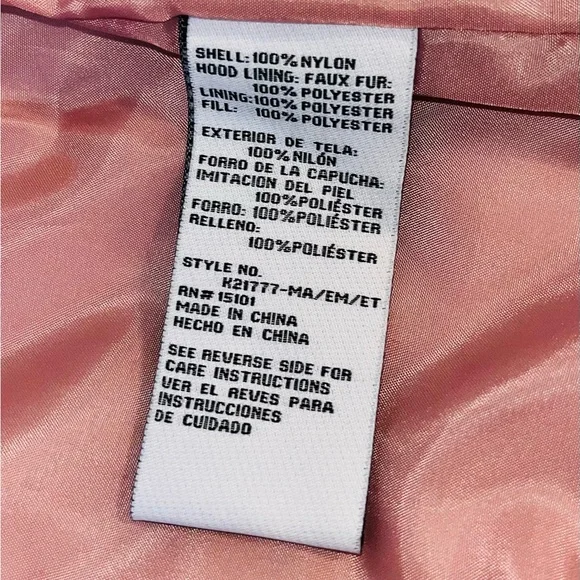 SHELL: 100% NYLON
HOOD LINING: FAUX FUR:
100% POLYESTER
LINING: 100% POLYESTER
FILL: 100% POLYESTER
EXTERIOR DE TELA:
100% NILÓN
FORRO DE LA CAPUCHA:
IMITACION DEL PIEL
100% POLIÉSTER
FORRO: 100% POLIÉSTER
RELLENO:
100% POLIÉSTER
STYLE NO.
K21777-MA/EM/ET
RN# 15101
MADE IN CHINA
HECHO EN CHINA
SEE REVERSE SIDE FOR
CARE INSTRUCTIONS
VER EL REVES PARA
INSTRUCCIONES
DE CUIDADO